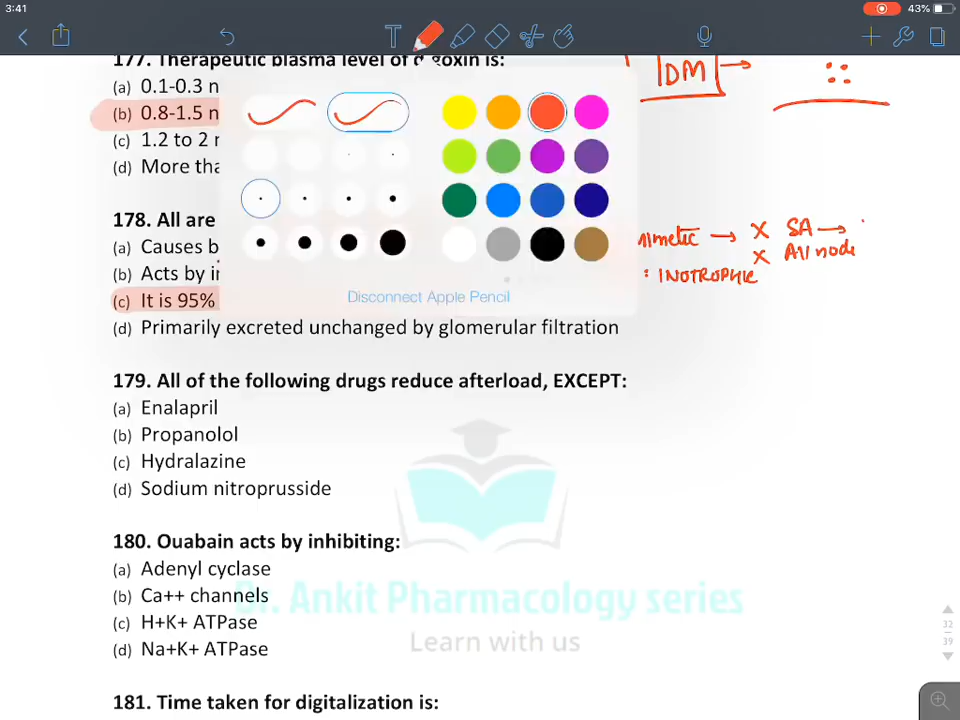 3:41
43%
177. Therapeutic plasma level of digoxin is:
IDM →
(a) 0.1-0.3 n
(b) 0.8-1.5 n
(c) 1.2 to 2 r
(d) More tha
178. All are
(a) Causes b
(b) Acts by in
(c) It is 95%
(d) Primarily excreted unchanged by glomerular filtration
mimetic → X SA →
X AV node
: INOTROPHIC
Disconnect Apple Pencil
179. All of the following drugs reduce afterload, EXCEPT:
(a) Enalapril
(b) Propanolol
(c) Hydralazine
(d) Sodium nitroprusside
180. Ouabain acts by inhibiting:
(a) Adenyl cyclase
(b) Ca++ channels
(c) H+K+ ATPase
(d) Na+K+ ATPase
Dr. Ankit Pharmacology series
Learn with us
32
39
181. Time taken for digitalization is: